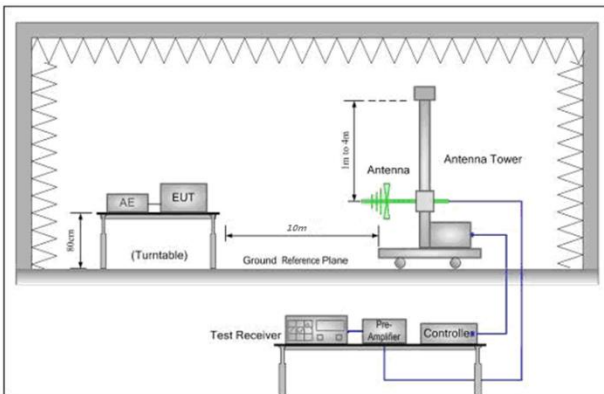 1m to 4m
Antenna
Antenna Tower
AE
EUT
80cm
(Turntable)
10m
Ground Reference Plane
Test Receiver
Pre-
Amplifier
Controller